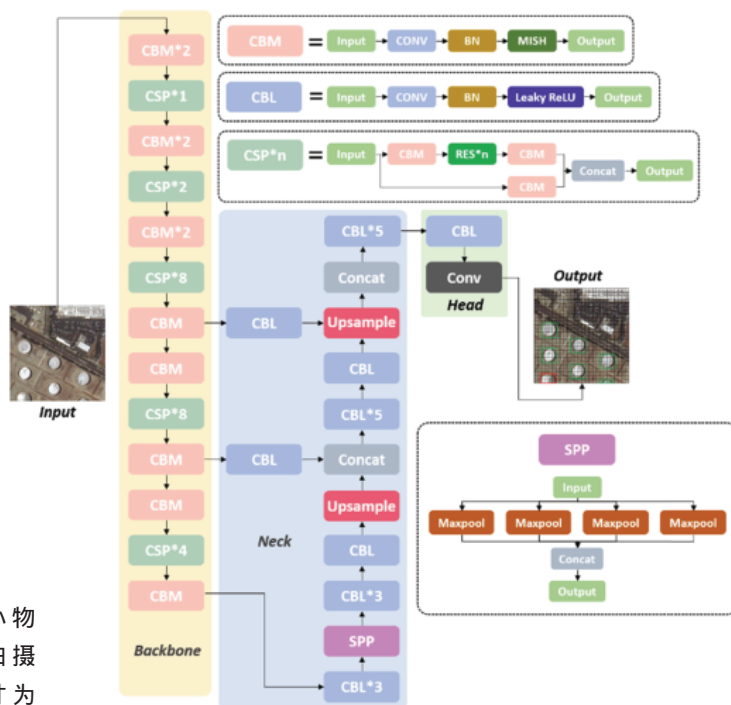 CBM*2
CSP*1
CBM*2
CSP*2
CBM*2
CSP*8
CBM
CBM
CSP*8
CBM
CBM
CSP*4
CBM
Backbone
Input
CBM = Input CONV BN MISH Output
CBL = Input CONV BN Leaky ReLU Output
CSP*n = Input CBM RES*n CBM
CBM
Concat Output
CBL*5
Concat
CBL Upsample
CBL
CBL*5
CBL Concat
Upsample
CBL
CBL*3
SPP
CBL*3
Neck
CBL
Conv
Head
Output
SPP
Input
Maxpool Maxpool Maxpool Maxpool
Concat
Output
物
摄
为